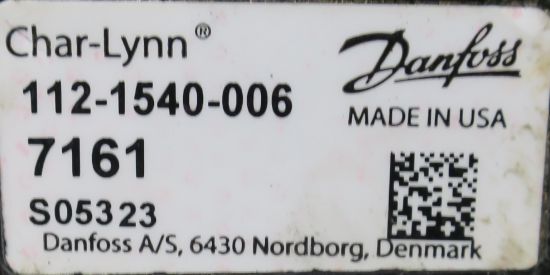 Char-Lynn® Danfoss
112-1540-006
MADE IN USA
7161
S05323
Danfoss A/S, 6430 Nordborg, Denmark